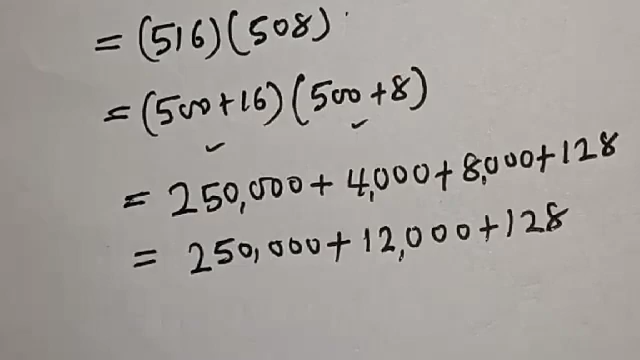 = (516)(508)
= (500+16)(500+8)
= 250,000 + 4,000 + 8,000 + 128
= 250,000 + 12,000 + 128